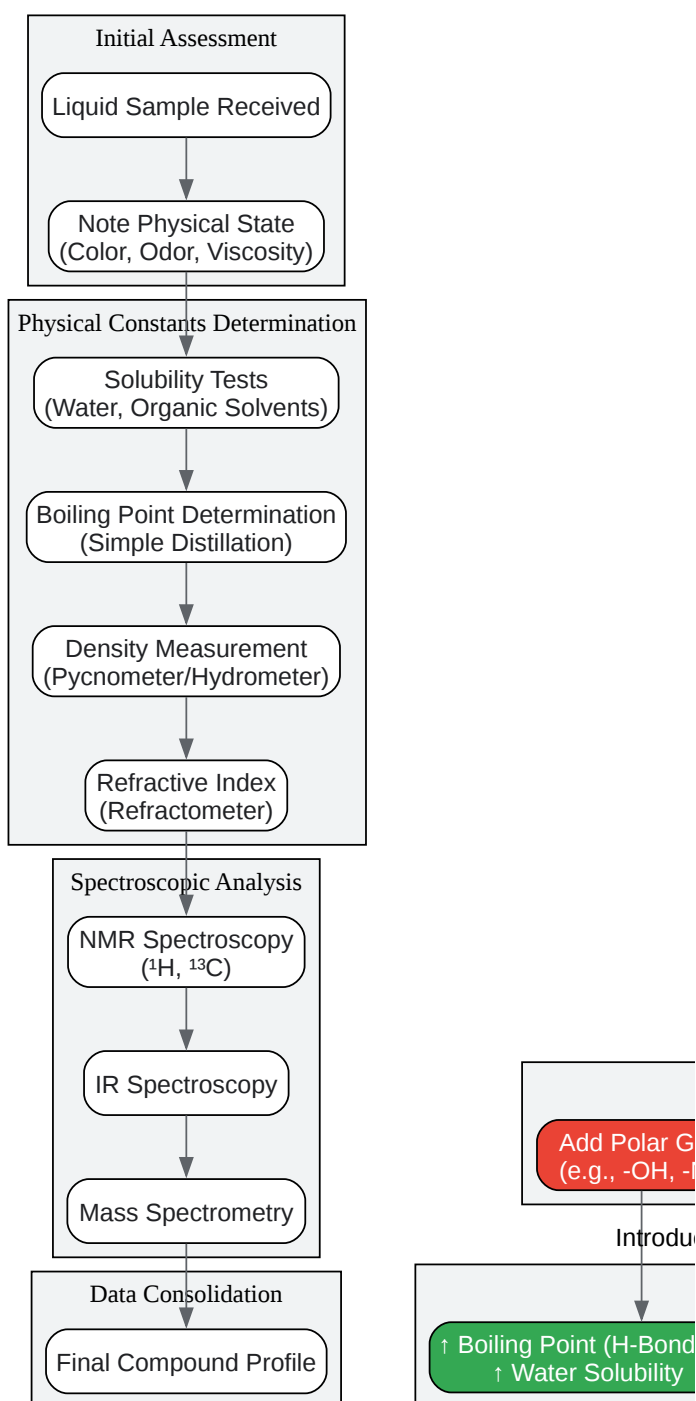 Initial Assessment
Liquid Sample Received
Note Physical State
(Color, Odor, Viscosity)
Physical Constants Determination
Solubility Tests
(Water, Organic Solvents)
Boiling Point Determination
(Simple Distillation)
Density Measurement
(Pycnometer/Hydrometer)
Refractive Index
(Refractometer)
Spectroscopic Analysis
NMR Spectroscopy
(¹H, ¹³C)
IR Spectroscopy
Mass Spectrometry
Data Consolidation
Final Compound Profile
Add Polar
(e.g., -OH,
↑ Boiling Point (H-Bond
↑ Water Solubility